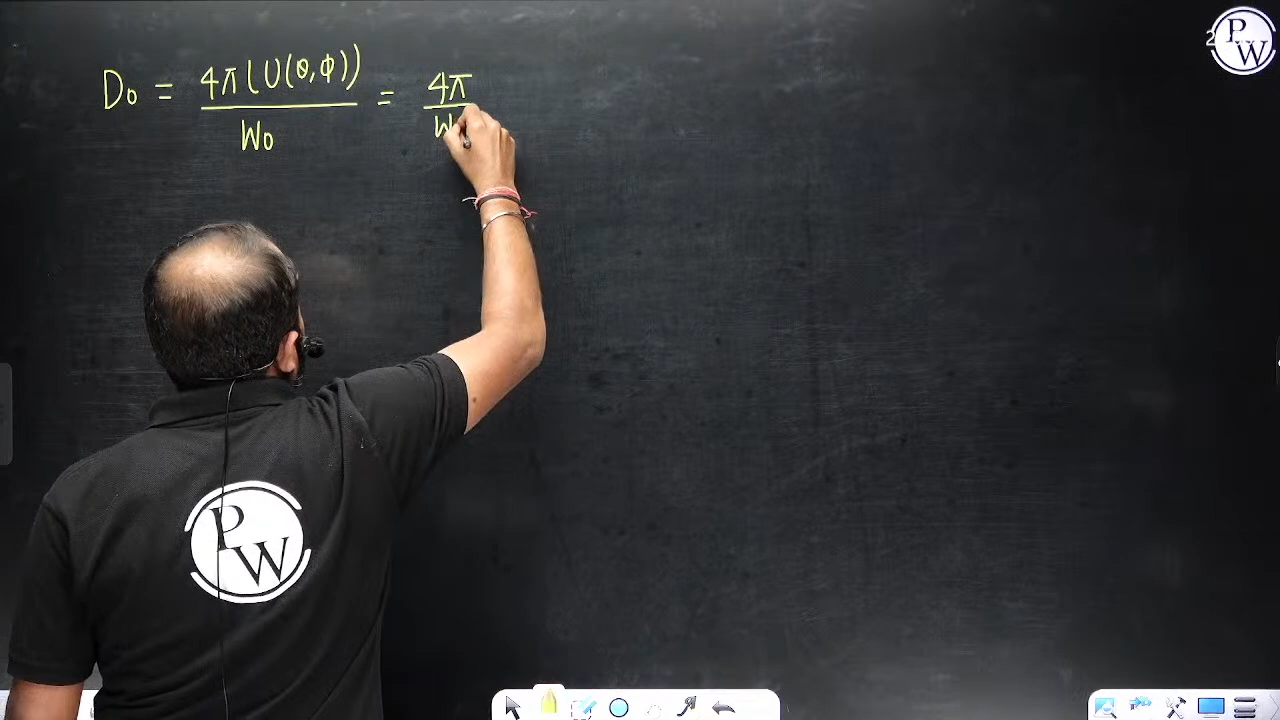 D₀ = 4π(U(θ,φ)) / W₀ = 4π / W
PW
PW